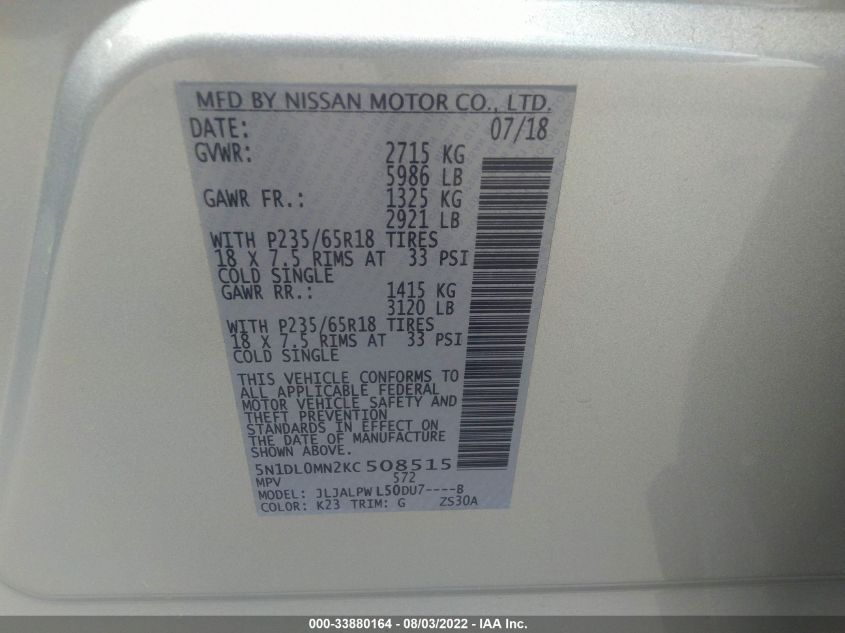 MFD BY NISSAN MOTOR CO., LTD.
DATE: 07/18
GVWR: 2715 KG
5986 LB
GAWR FR.: 1325 KG
2921 LB
WITH P235/65R18 TIRES
18 X 7.5 RIMS AT 33 PSI
COLD SINGLE
GAWR RR.: 1415 KG
3120 LB
WITH P235/65R18 TIRES
18 X 7.5 RIMS AT 33 PSI
COLD SINGLE
THIS VEHICLE CONFORMS TO
ALL APPLICABLE FEDERAL
MOTOR VEHICLE SAFETY AND
THEFT PREVENTION
STANDARDS IN EFFECT ON
THE DATE OF MANUFACTURE
SHOWN ABOVE.
5N1DL0MN2KC508515
MPV 572
MODEL: JLJALPWL50DU7----8
COLOR: K23 TRIM: G ZS30A
000-33880164 - 08/03/2022 - IAA Inc.